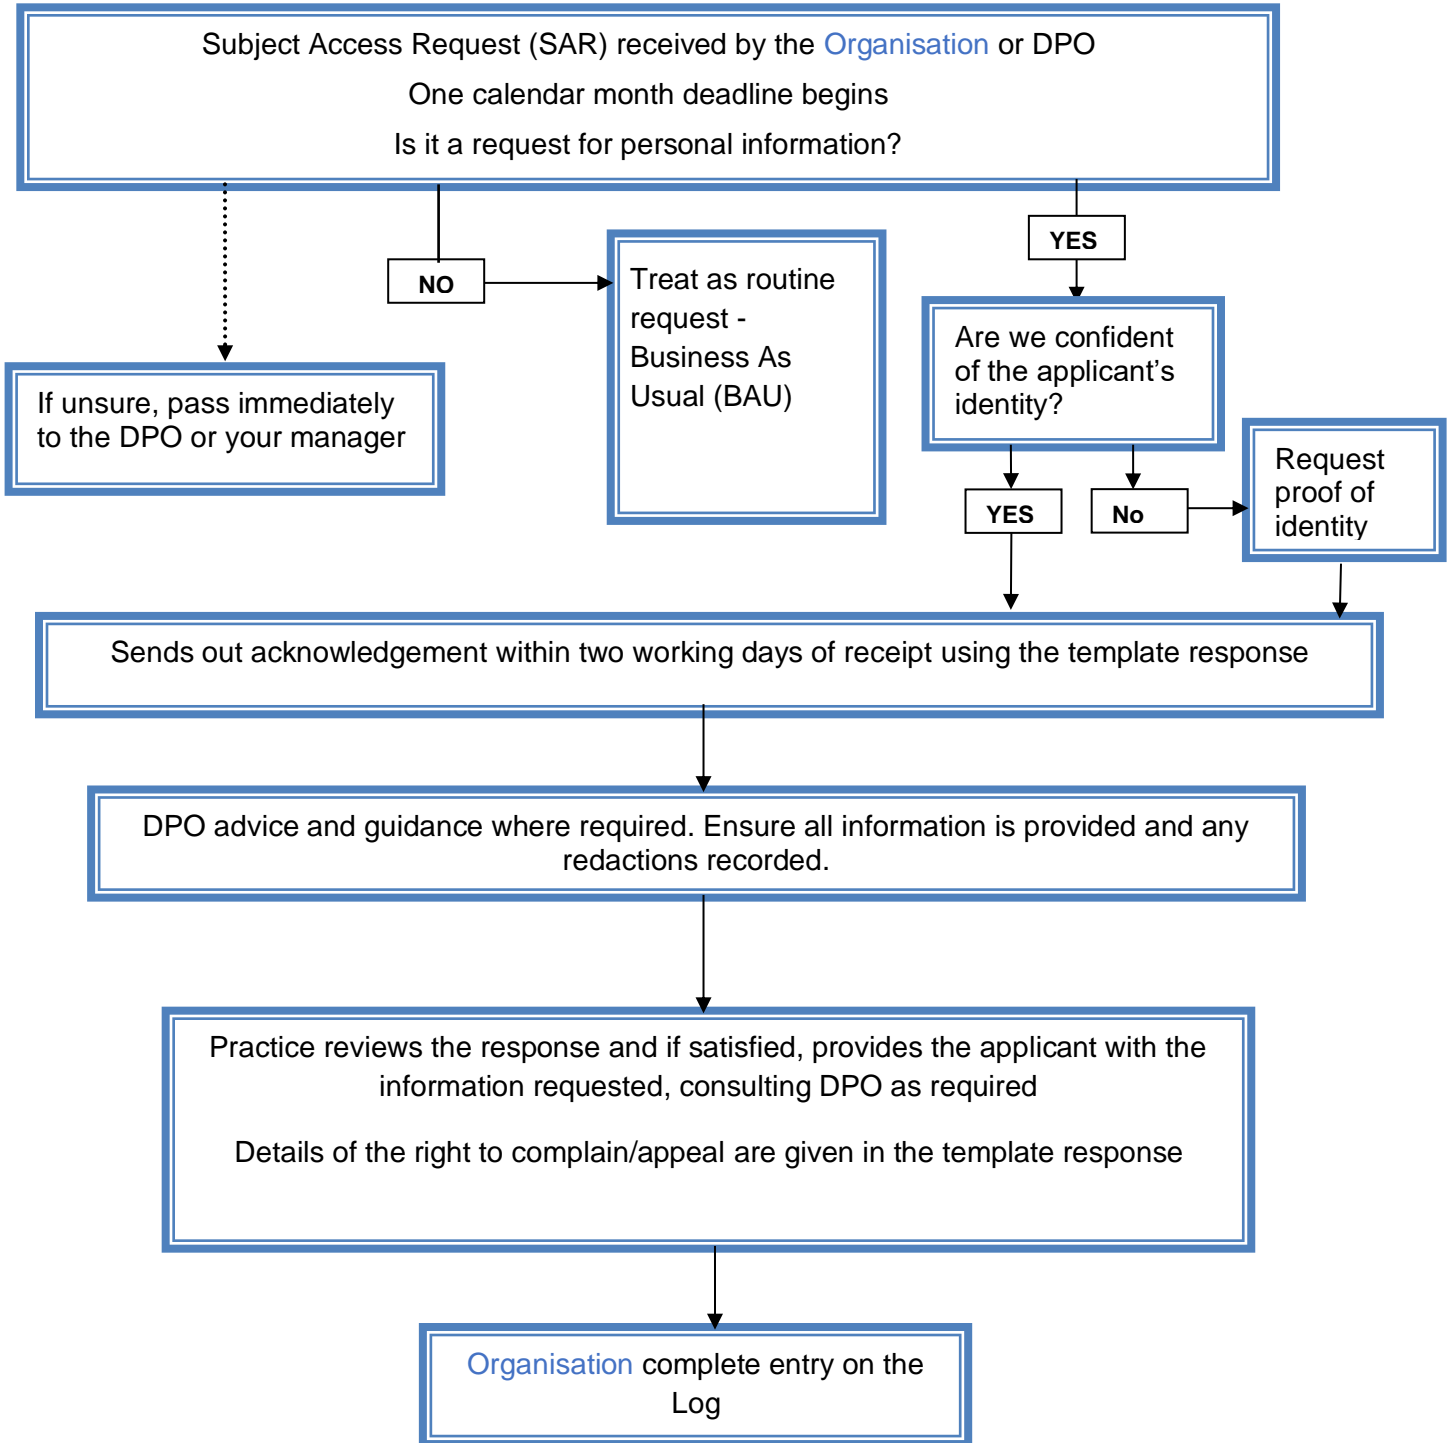 Subject Access Request (SAR) received by the Organisation or DPO
One calendar month deadline begins
Is it a request for personal information?
YES
NO
Treat as routine
request -
Business As
Usual (BAU)
Are we confident
of the applicant’s
identity?
If unsure, pass immediately
to the DPO or your manager
Request
proof of
identity
YES
No
Sends out acknowledgement within two working days of receipt using the template response
DPO advice and guidance where required. Ensure all information is provided and any
redactions recorded.
Practice reviews the response and if satisfied, provides the applicant with the
information requested, consulting DPO as required
Details of the right to complain/appeal are given in the template response
Organisation complete entry on the
Log